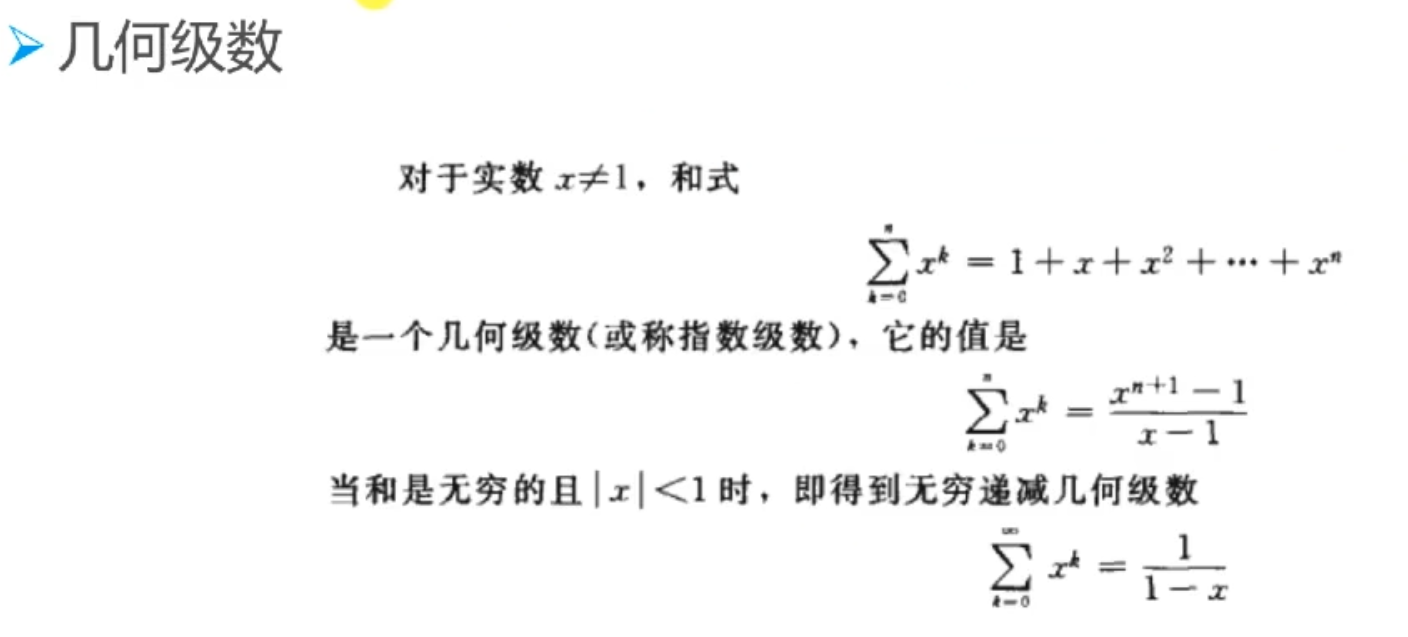 几何级数
对于实数 x≠1，和式
\sum_{k=0}^{n} x^k = 1 + x + x^2 + ⋯ + x^n
是一个几何级数(或称指数级数)，它的值是
\sum_{k=0}^{n} x^k = \frac{x^{n+1} - 1}{x - 1}
当和是无穷的且|x|<1 时，即得到无穷递减几何级数
\sum_{k=0}^{∞} x^k = \frac{1}{1 - x}